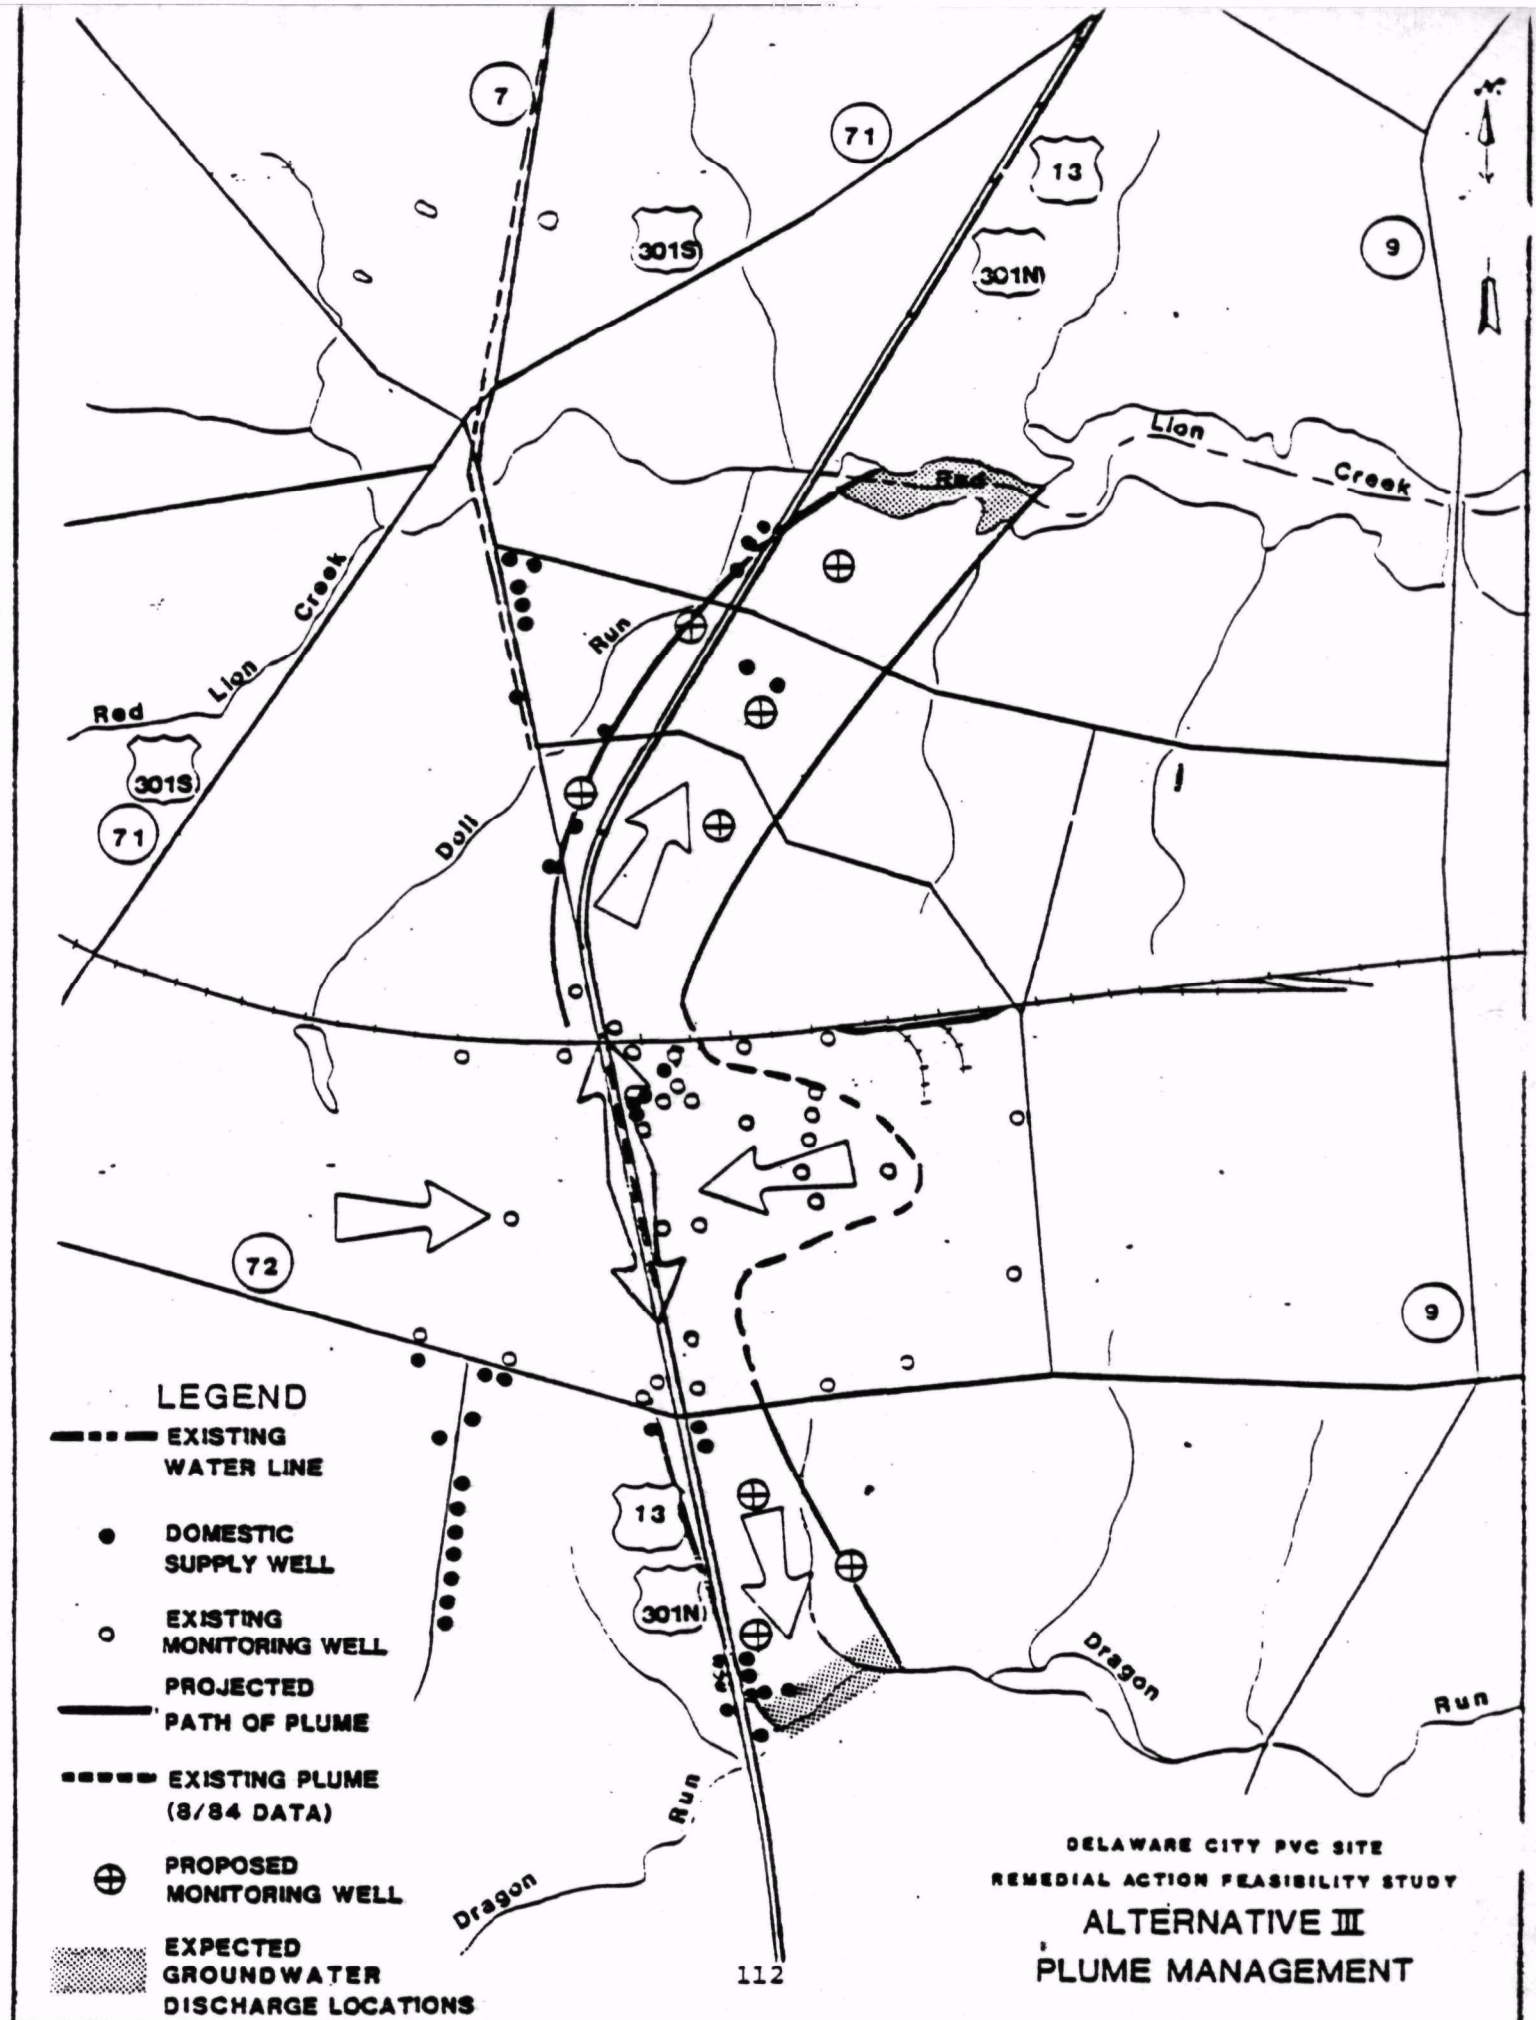 7
71
13
N.
301S
301N
9
Lion
Creek
Red
Creek
Lion
Red
Run
301S
71
Doll
72
9
LEGEND
EXISTING
WATER LINE
DOMESTIC
SUPPLY WELL
EXISTING
MONITORING WELL
PROJECTED
PATH OF PLUME
EXISTING PLUME
(8/84 DATA)
PROPOSED
MONITORING WELL
EXPECTED
GROUNDWATER
DISCHARGE LOCATIONS
13
301N
Dragon
Run
Run
Dragon
DELAWARE CITY PVC SITE
REMEDIAL ACTION FEASIBILITY STUDY
ALTERNATIVE III
PLUME MANAGEMENT
112